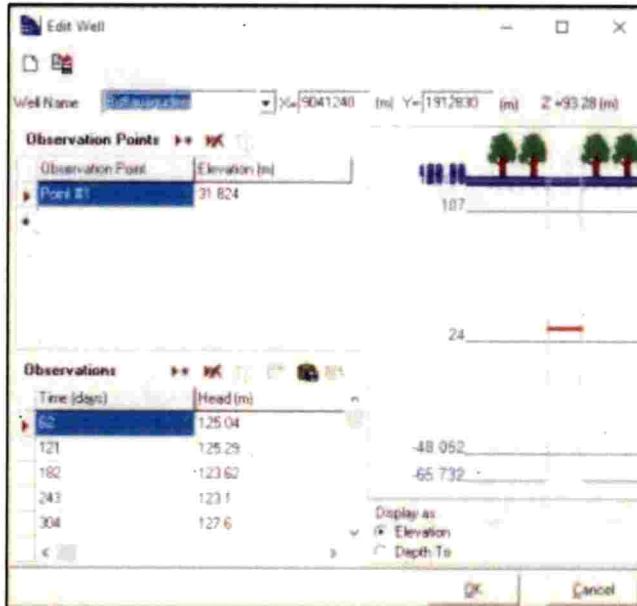 Edit Well
Well Name X= 9041240 (m) Y= 1912830 (m) Z =93.28 (m)
Observation Points
Observation Point Elevation (m)
Point #1 31.824
107
24
Observations
Time (days) Head (m)
62 125.04
121 125.29
182 123.62
243 123.1
304 127.6
-48.052
-65.732
Display as
Elevation
Depth To
OK Cancel